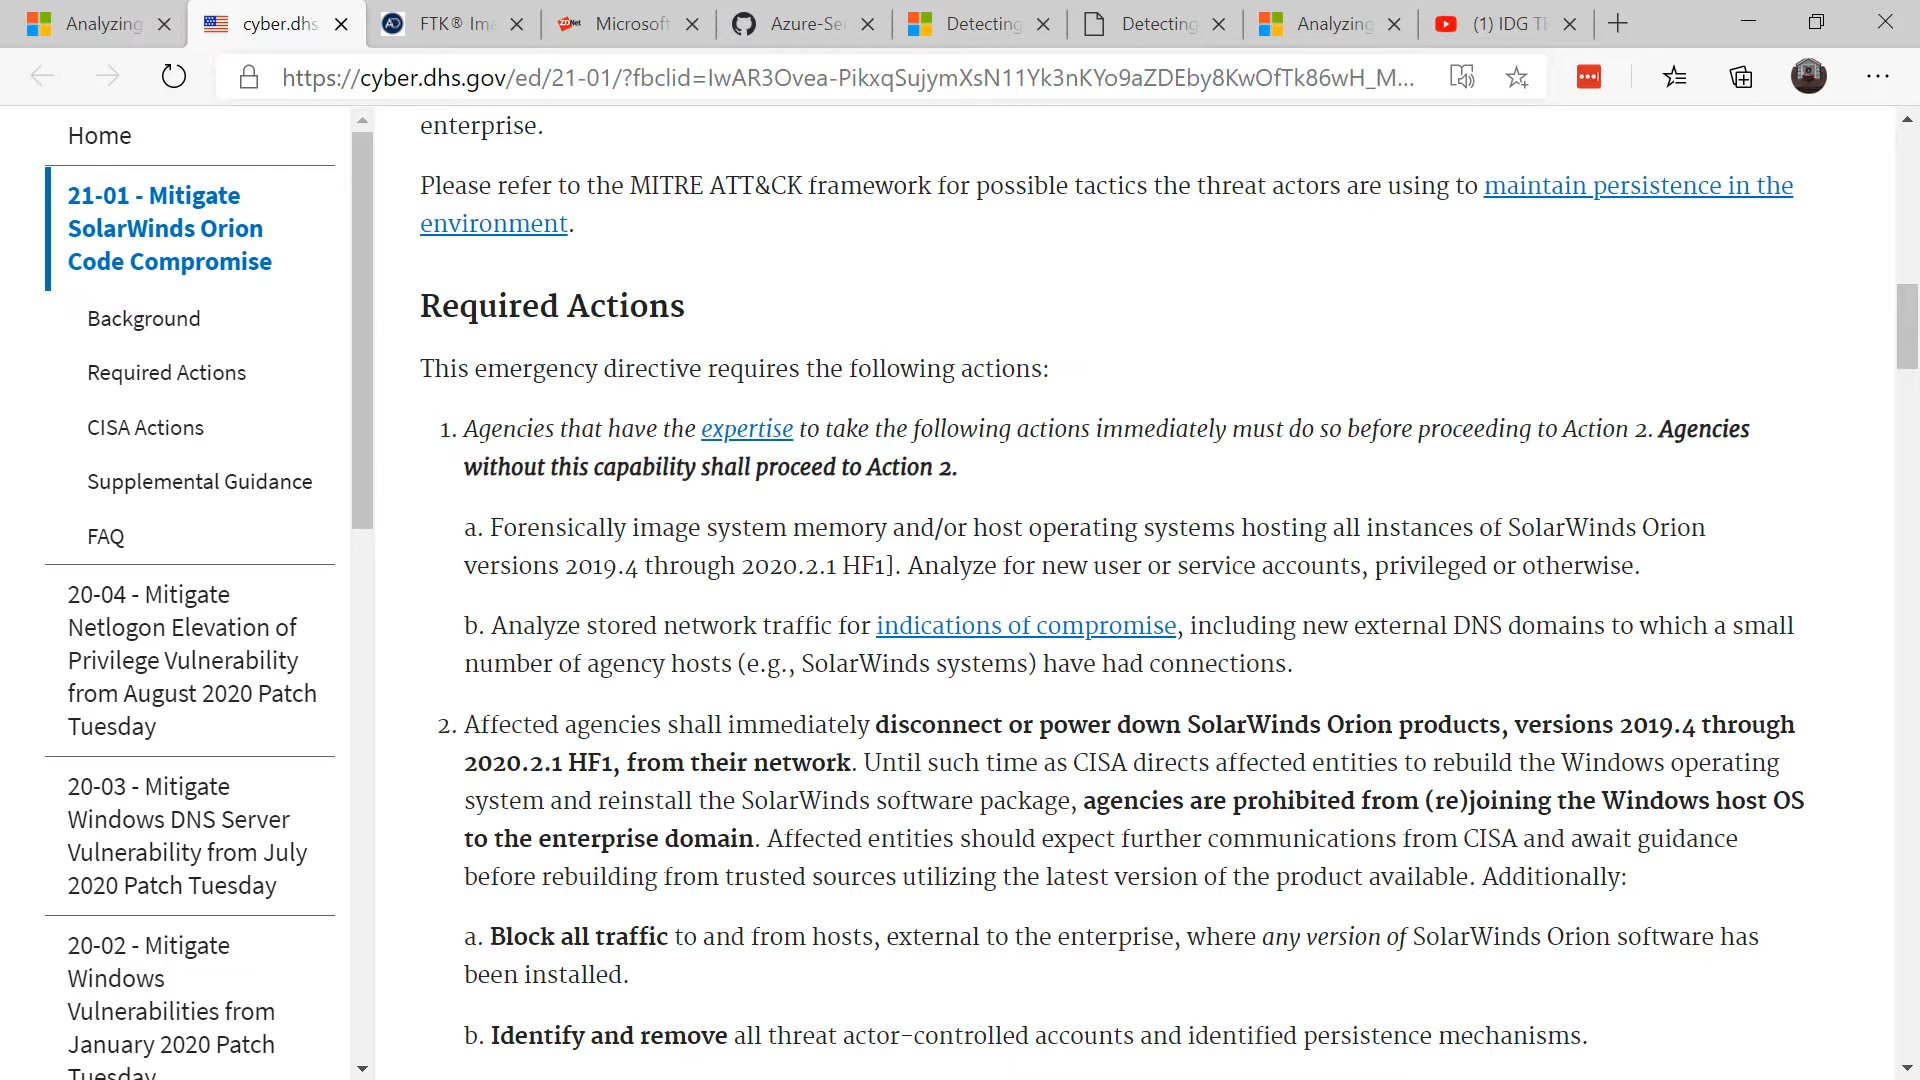 Analyzing
cyber.dhs
FTK® Ima
Microsoft
Azure-Se
Detecting
Detecting
Analyzing
(1) IDG TE
https://cyber.dhs.gov/ed/21-01/?fbclid=IwAR3Ovea-PikxqSujymXsN11Yk3nKYo9aZDEby8KwOfTk86wH_M...
Home
21-01 - Mitigate
SolarWinds Orion
Code Compromise
Background
Required Actions
CISA Actions
Supplemental Guidance
FAQ
20-04 - Mitigate
Netlogon Elevation of
Privilege Vulnerability
from August 2020 Patch
Tuesday
20-03 - Mitigate
Windows DNS Server
Vulnerability from July
2020 Patch Tuesday
20-02 - Mitigate
Windows
Vulnerabilities from
January 2020 Patch
Tuesday
enterprise.
Please refer to the MITRE ATT&CK framework for possible tactics the threat actors are using to maintain persistence in the
environment.
Required Actions
This emergency directive requires the following actions:
1. Agencies that have the expertise to take the following actions immediately must do so before proceeding to Action 2. Agencies
without this capability shall proceed to Action 2.
a. Forensically image system memory and/or host operating systems hosting all instances of SolarWinds Orion
versions 2019.4 through 2020.2.1 HF1]. Analyze for new user or service accounts, privileged or otherwise.
b. Analyze stored network traffic for indications of compromise, including new external DNS domains to which a small
number of agency hosts (e.g., SolarWinds systems) have had connections.
2. Affected agencies shall immediately disconnect or power down SolarWinds Orion products, versions 2019.4 through
2020.2.1 HF1, from their network. Until such time as CISA directs affected entities to rebuild the Windows operating
system and reinstall the SolarWinds software package, agencies are prohibited from (re)joining the Windows host OS
to the enterprise domain. Affected entities should expect further communications from CISA and await guidance
before rebuilding from trusted sources utilizing the latest version of the product available. Additionally:
a. Block all traffic to and from hosts, external to the enterprise, where any version of SolarWinds Orion software has
been installed.
b. Identify and remove all threat actor-controlled accounts and identified persistence mechanisms.